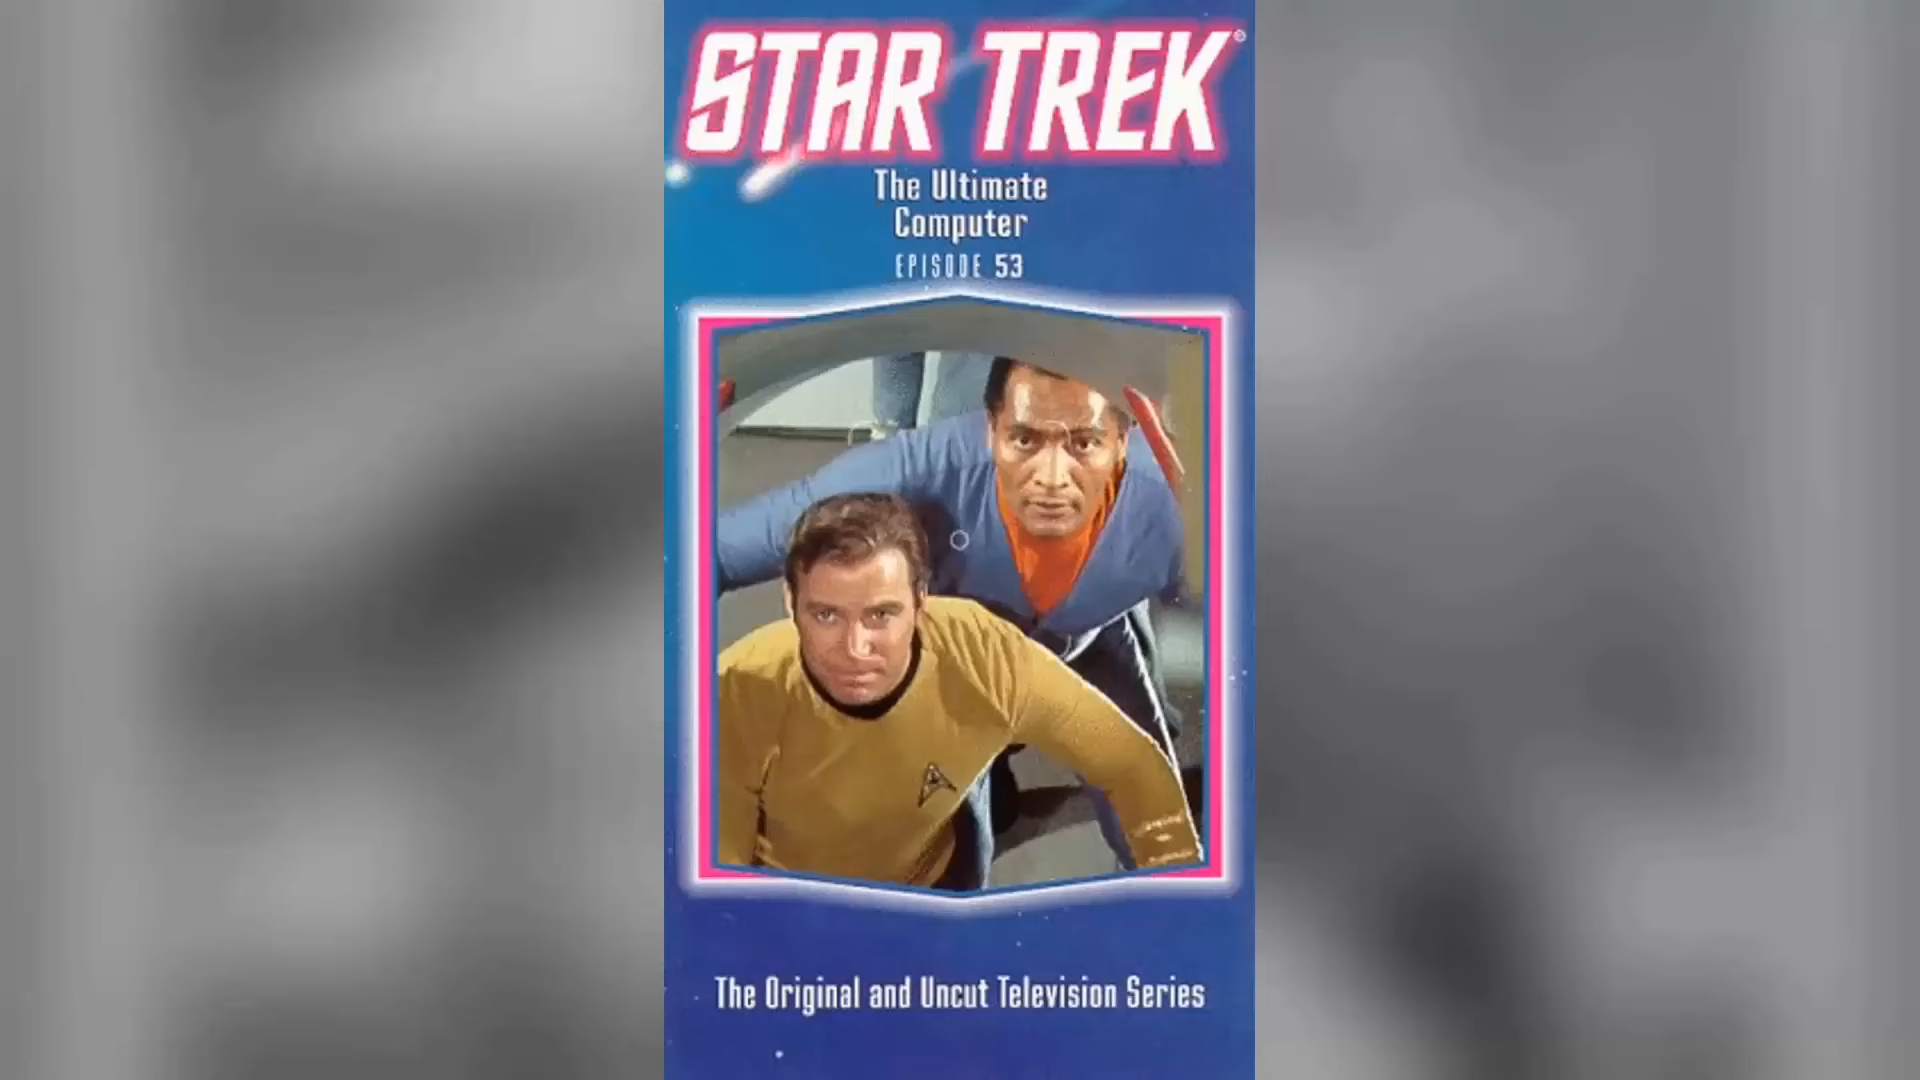 STAR TREK®
The Ultimate
Computer
EPISODE 53
The Original and Uncut Television Series